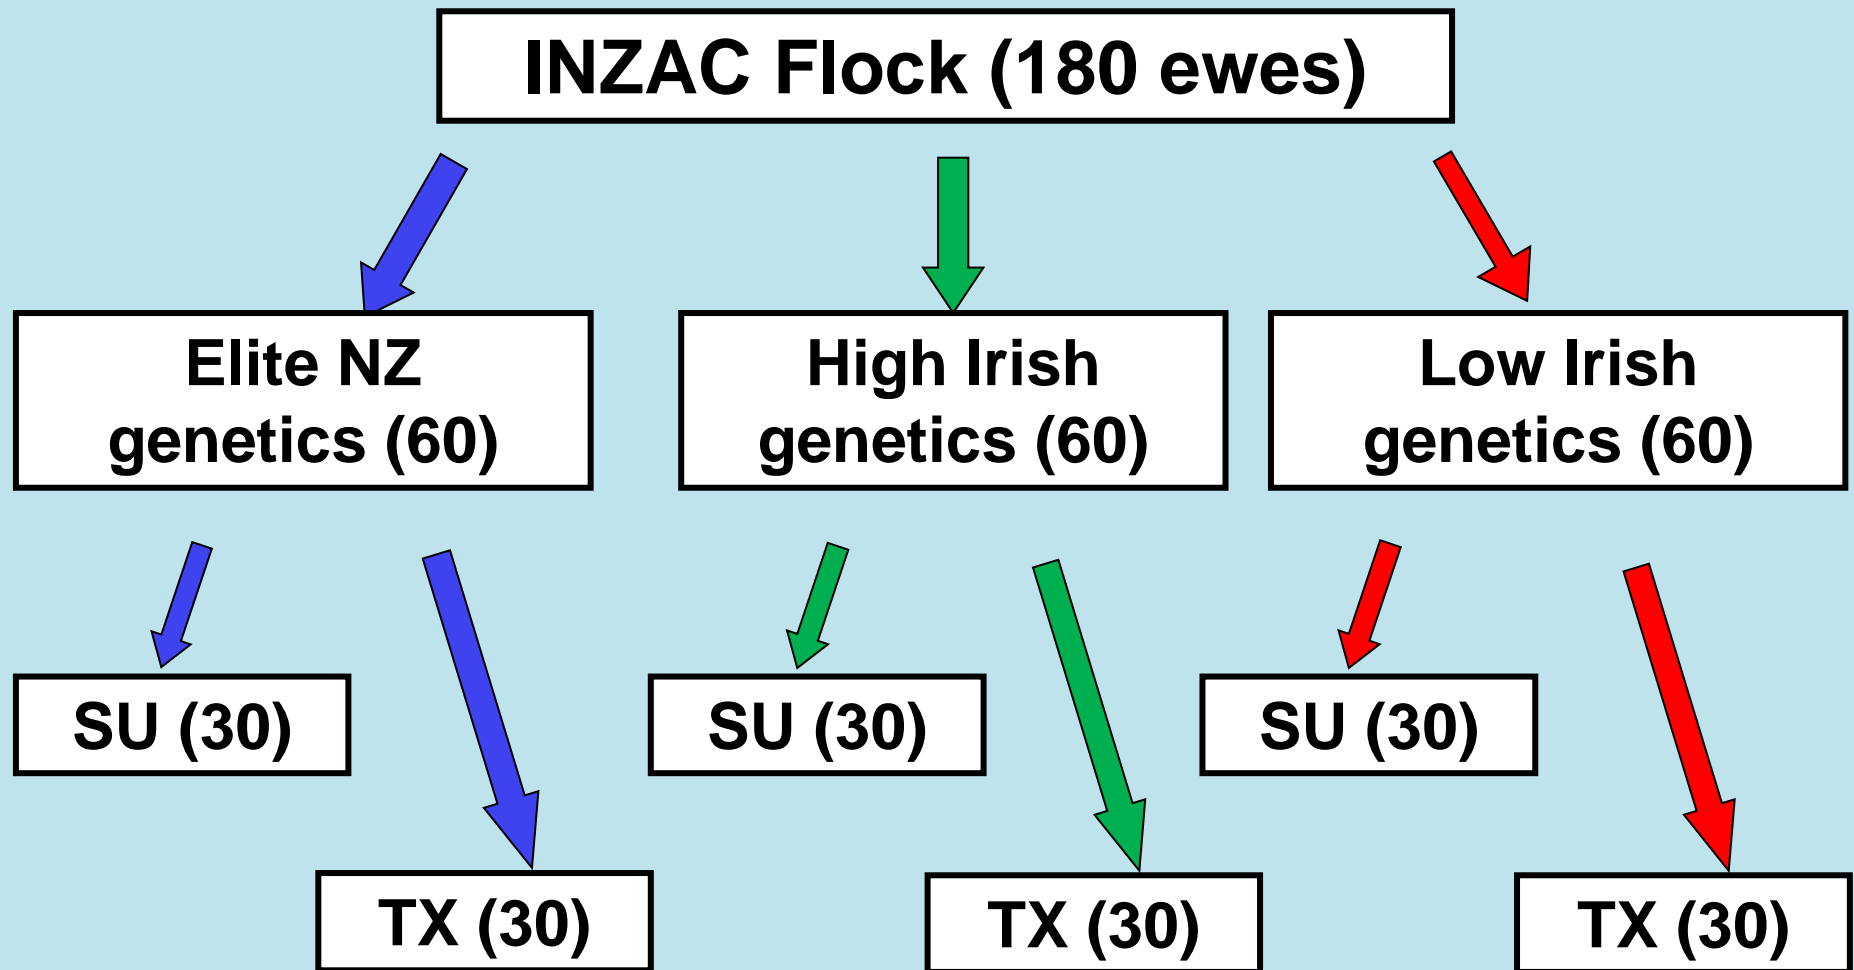 INZAC Flock (180 ewes)
Elite NZ
genetics (60)
High Irish
genetics (60)
Low Irish
genetics (60)
SU (30)
SU (30)
SU (30)
TX (30)
TX (30)
TX (30)